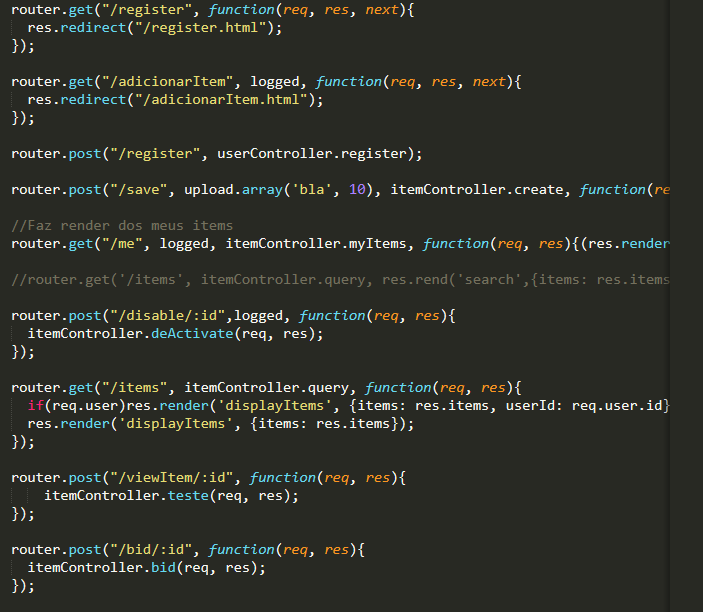 router.get("/register", function(req, res, next){
  res.redirect("/register.html");
});
router.get("/adicionarItem", logged, function(req, res, next){
  res.redirect("/adicionarItem.html");
});
router.post("/register", userController.register);
router.post("/save", upload.array('bla', 10), itemController.create, function(re
//Faz render dos meus items
router.get("/me", logged, itemController.myItems, function(req, res){(res.render
//router.get('/items', itemController.query, res.rend('search',{items: res.items
router.post("/disable/:id",logged, function(req, res){
  itemController.deActivate(req, res);
});
router.get("/items", itemController.query, function(req, res){
  if(req.user)res.render('displayItems', {items: res.items, userId: req.user.id}
  res.render('displayItems', {items: res.items});
});
router.post("/viewItem/:id", function(req, res){
    itemController.teste(req, res);
});
router.post("/bid/:id", function(req, res){
  itemController.bid(req, res);
});